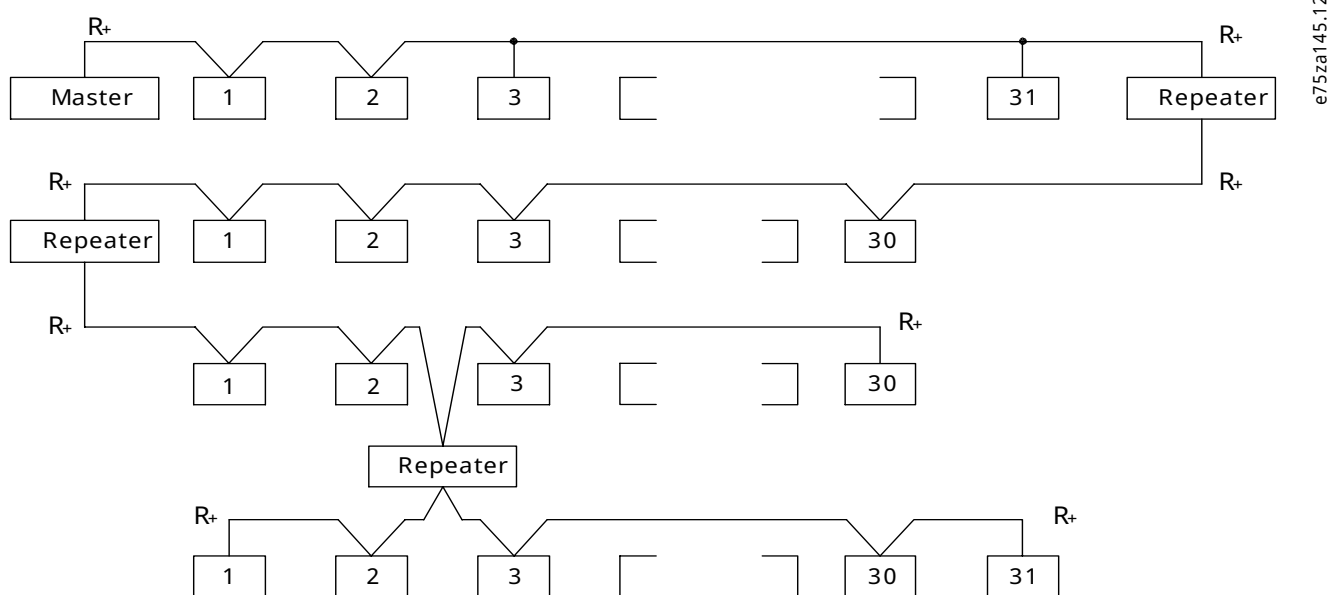 R+ R+
Master 1 2 3 31 Repeater
R+ R+
Repeater 1 2 3 30
R+ R+
1 2 3 30
Repeater
R+ R+
1 2 3 30 31
e75za145.12